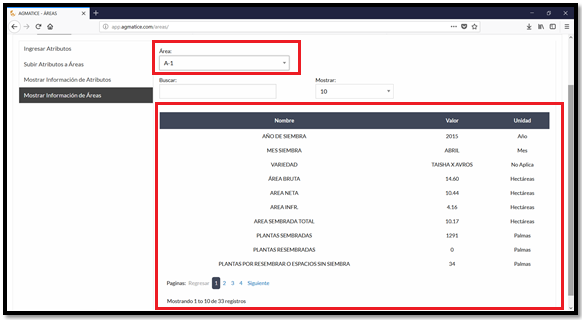 AGMATICE - ÁREAS
app.agmatice.com/areas/
Ingresar Atributos
Subir Atributos a Áreas
Mostrar Información de Atributos
Mostrar Información de Áreas
Área:
A-1
Buscar:
Mostrar:
10
Nombre Valor Unidad
AÑO DE SIEMBRA 2015 Año
MES SIEMBRA ABRIL Mes
VARIEDAD TAISHA X AVROS No Aplica
ÁREA BRUTA 14.60 Hectáreas
AREA NETA 10.44 Hectáreas
AREA INFR. 4.16 Hectáreas
AREA SEMBRADA TOTAL 10.17 Hectáreas
PLANTAS SEMBRADAS 1291 Palmas
PLANTAS RESEMBRADAS 0 Palmas
PLANTAS POR RESEMBRAR O ESPACIOS SIN SIEMBRA 34 Palmas
Paginas: Regresar 1 2 3 4 Siguiente
Mostrando 1 to 10 de 33 registros